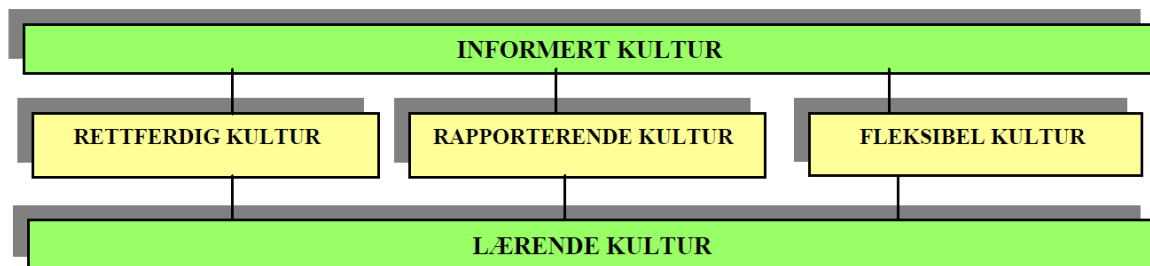 INFORMERT KULTUR
RETTFERDIG KULTUR
RAPPORTERENDE KULTUR
FLEKSIBEL KULTUR
LÆRENDE KULTUR